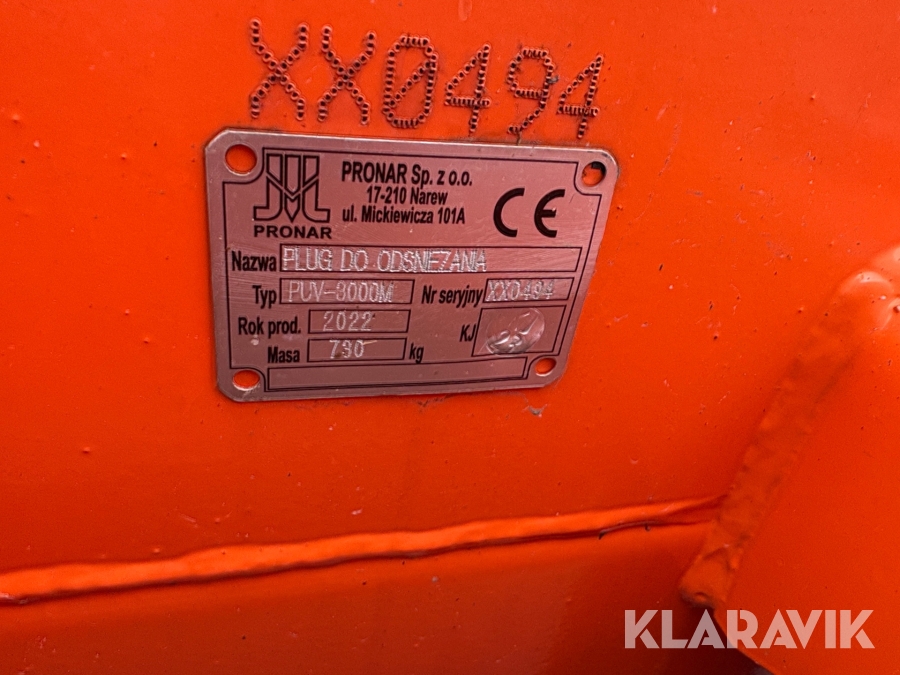 XX0494
PRONAR Sp. z o.o.
17-210 Narew
ul. Mickiewicza 101A
PRONAR
CE
Nazwa PLUG DO ODSNIEZANIA
Typ PUV-3000M Nr seryjny XX0494
Rok prod. 2022
KJ
Masa 730 kg
KLARAVIK